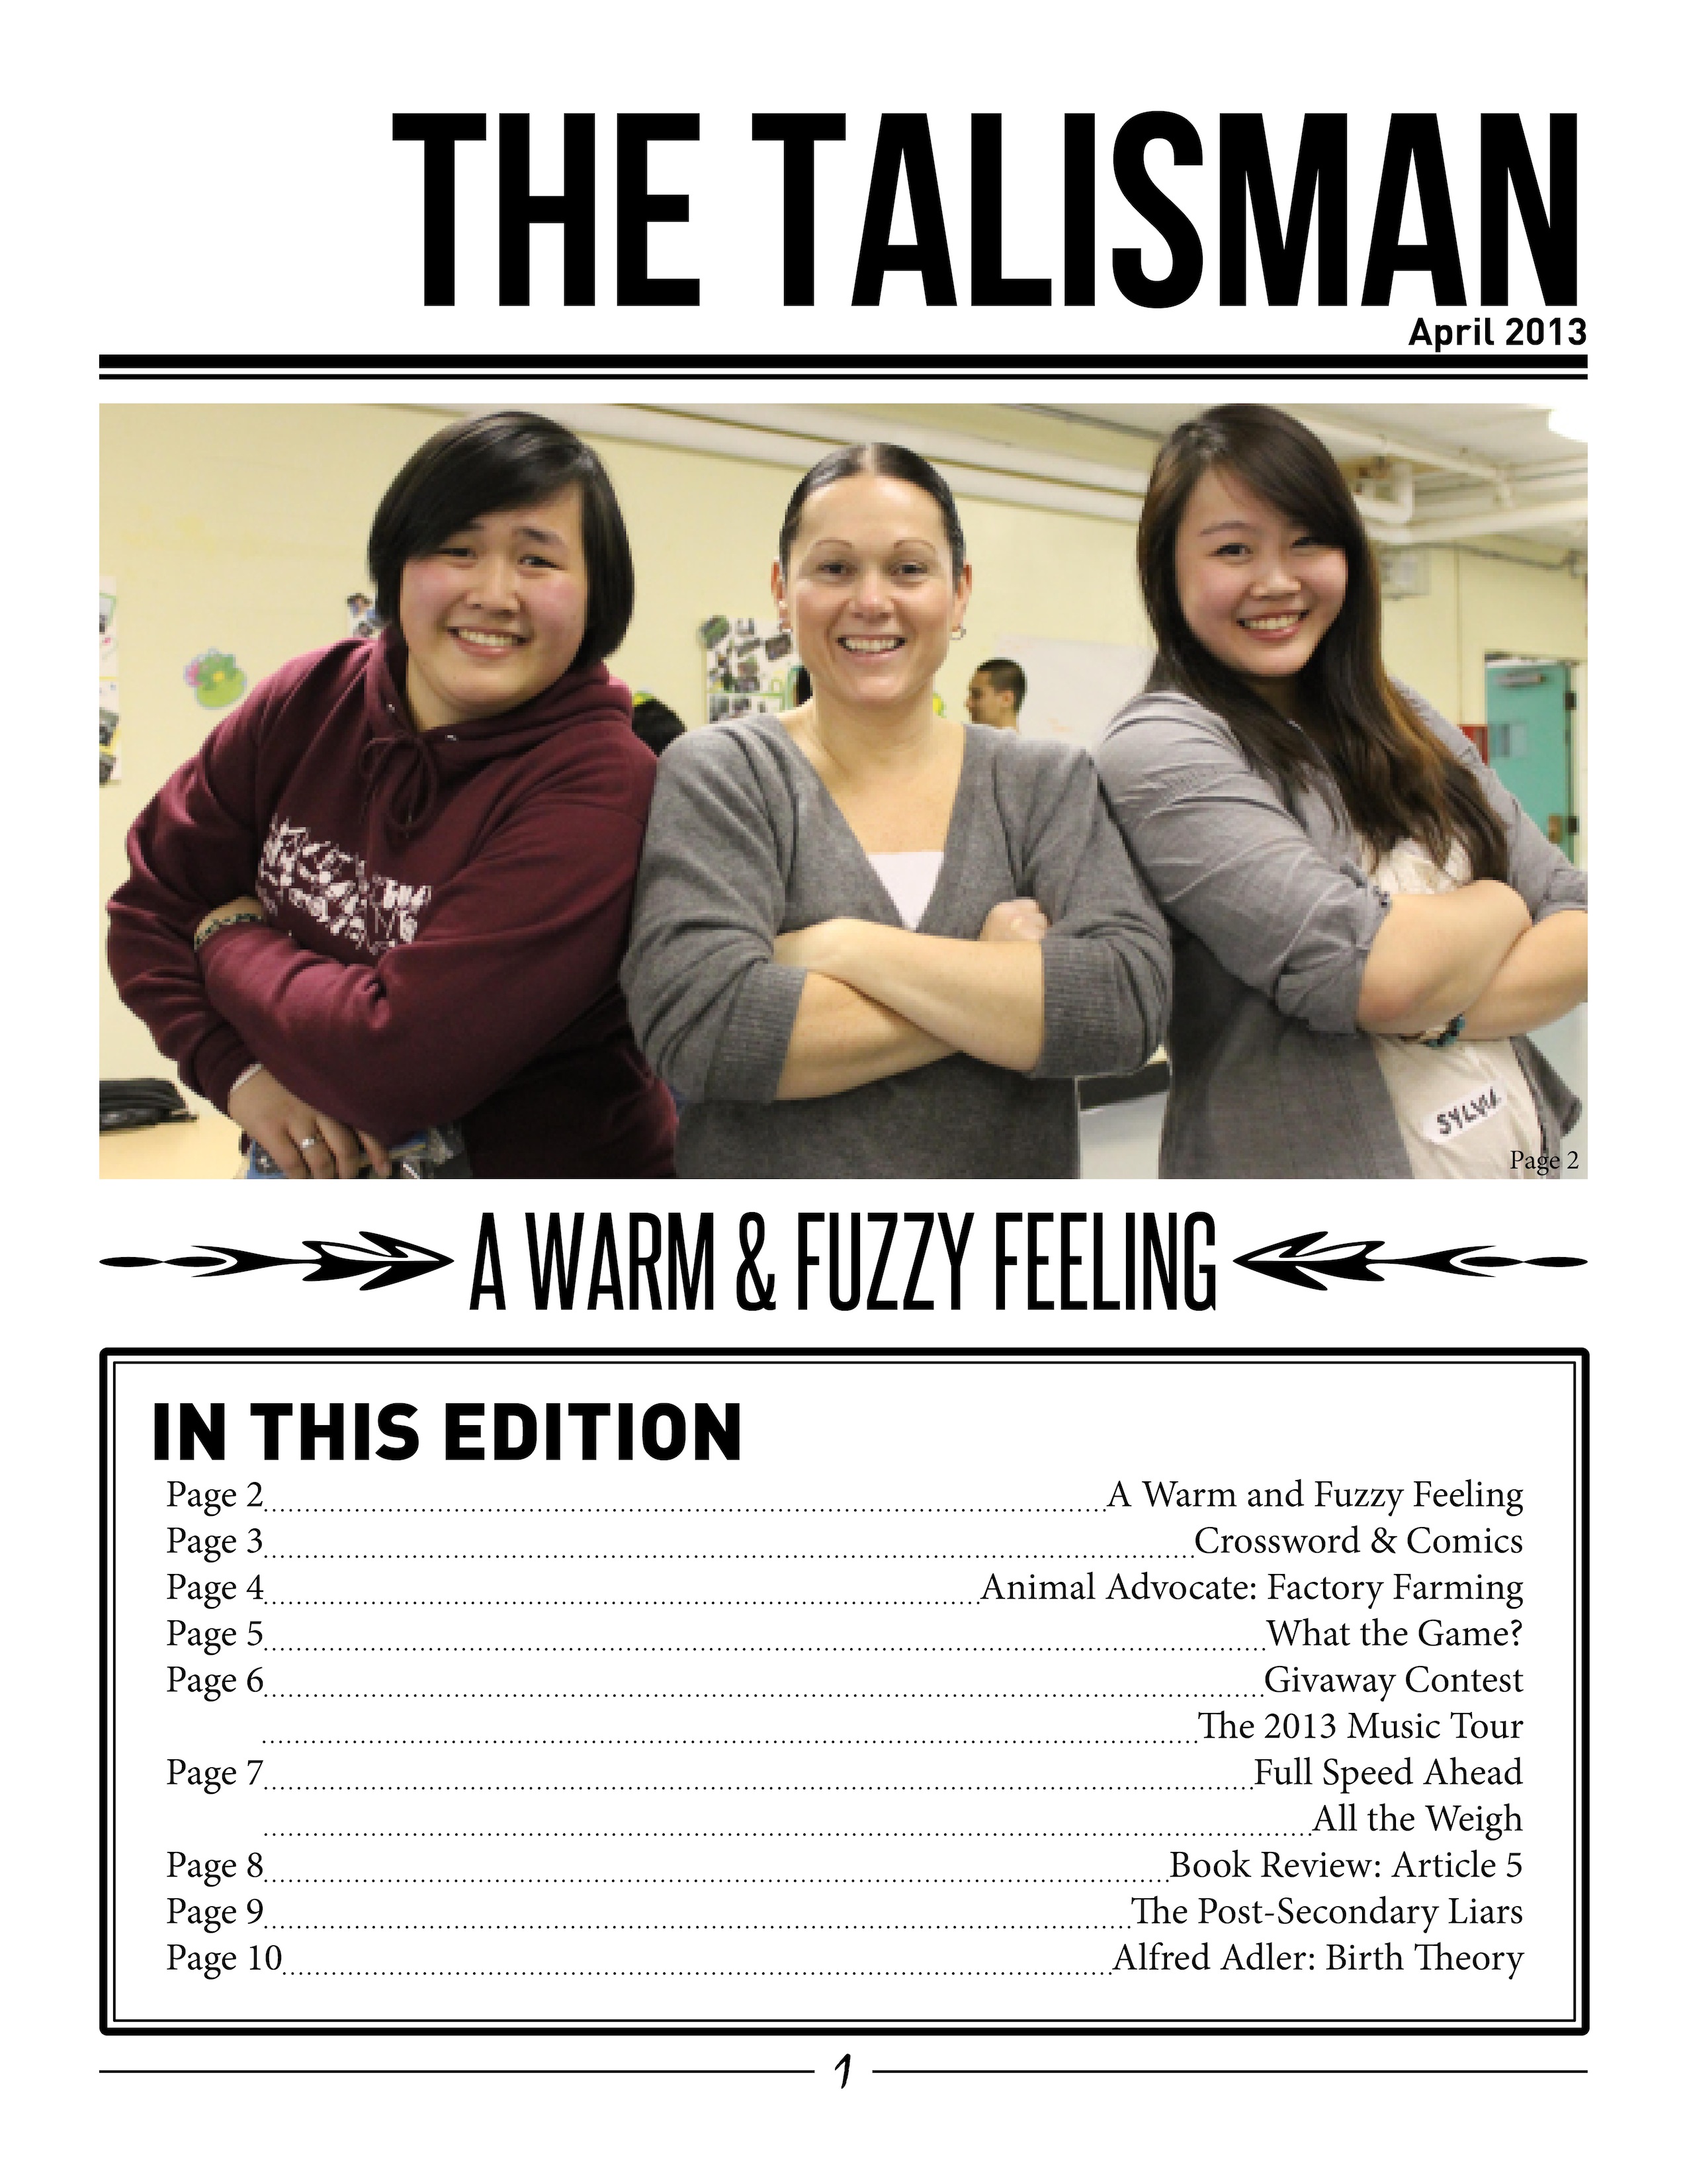 THE TALISMAN
April 2013
SYLVIA
Page 2
A WARM & FUZZY FEELING
IN THIS EDITION
Page 2 A Warm and Fuzzy Feeling
Page 3 Crossword & Comics
Page 4 Animal Advocate: Factory Farming
Page 5 What the Game?
Page 6 Givaway Contest
The 2013 Music Tour
Page 7 Full Speed Ahead
All the Weigh
Page 8 Book Review: Article 5
Page 9 The Post-Secondary Liars
Page 10 Alfred Adler: Birth Theory
1